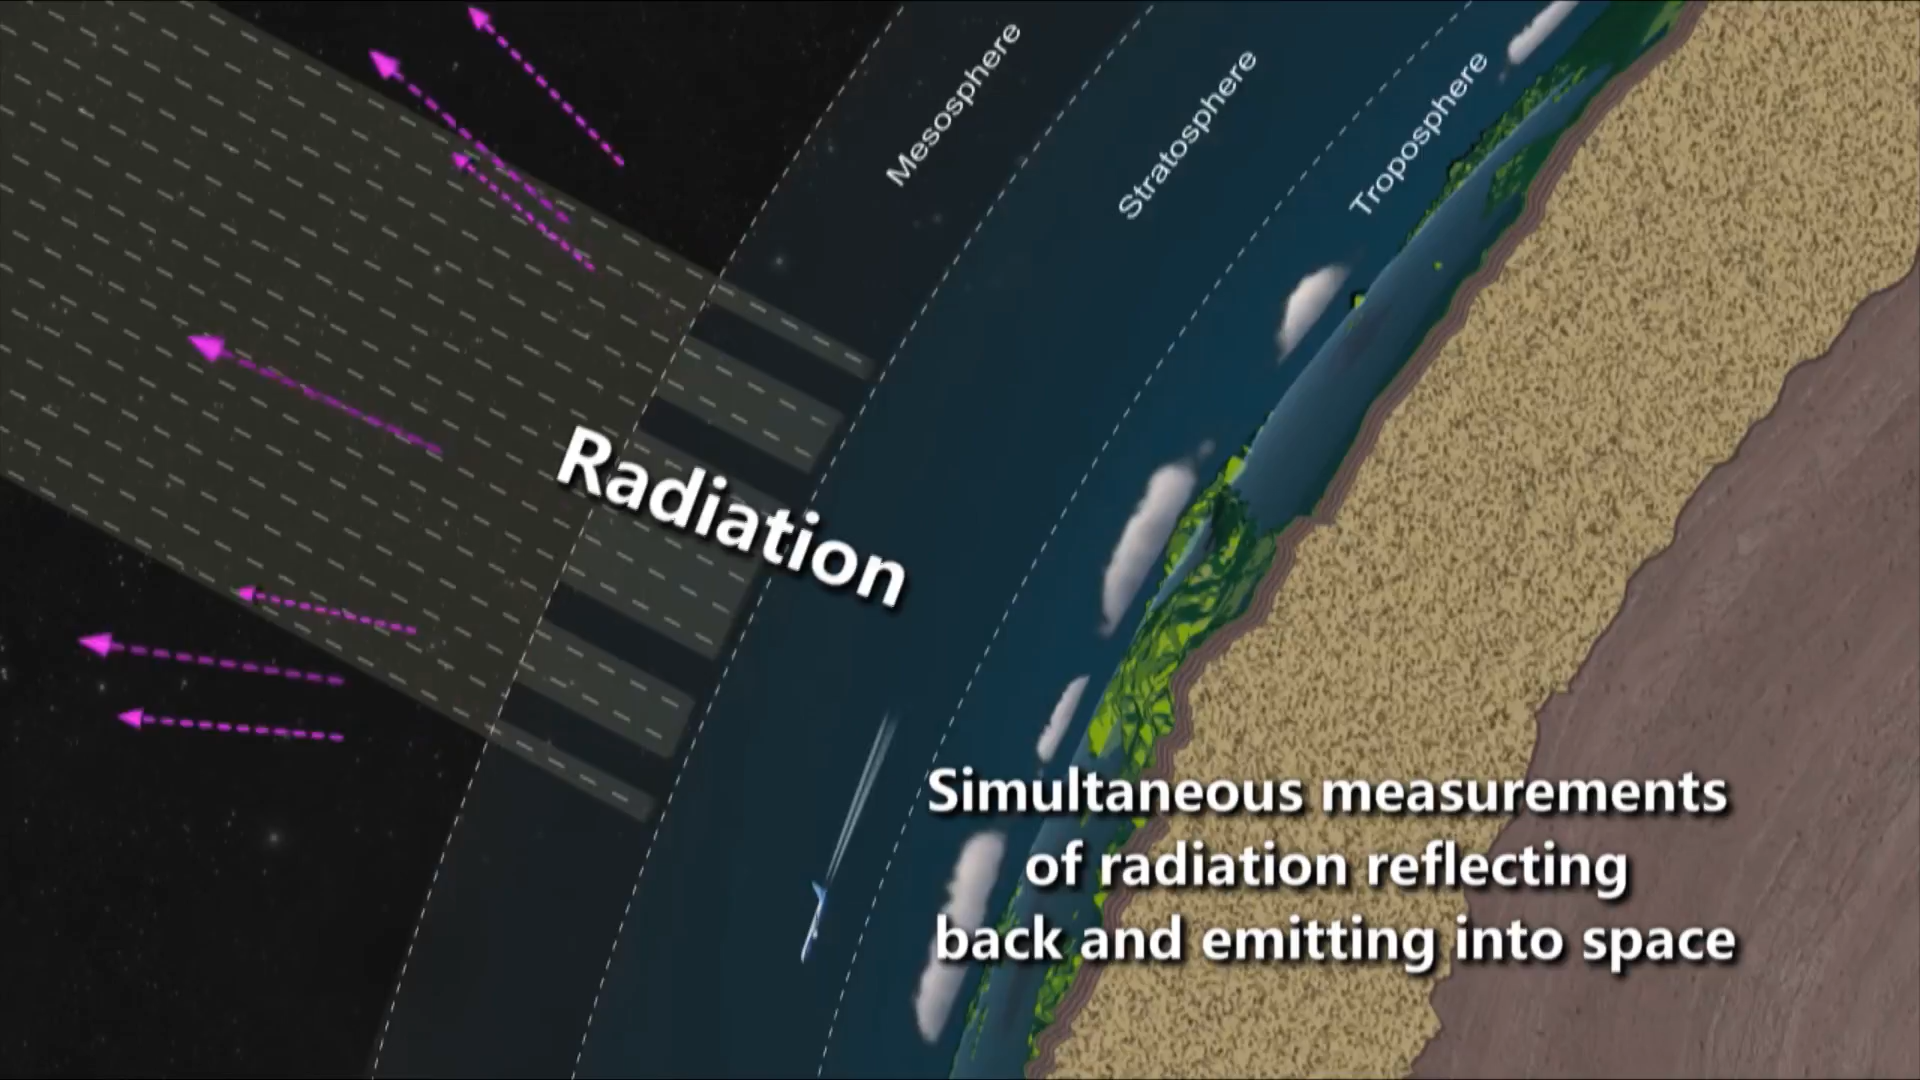 Mesosphere
Stratosphere
Troposphere
Radiation
Simultaneous measurements
of radiation reflecting
back and emitting into space